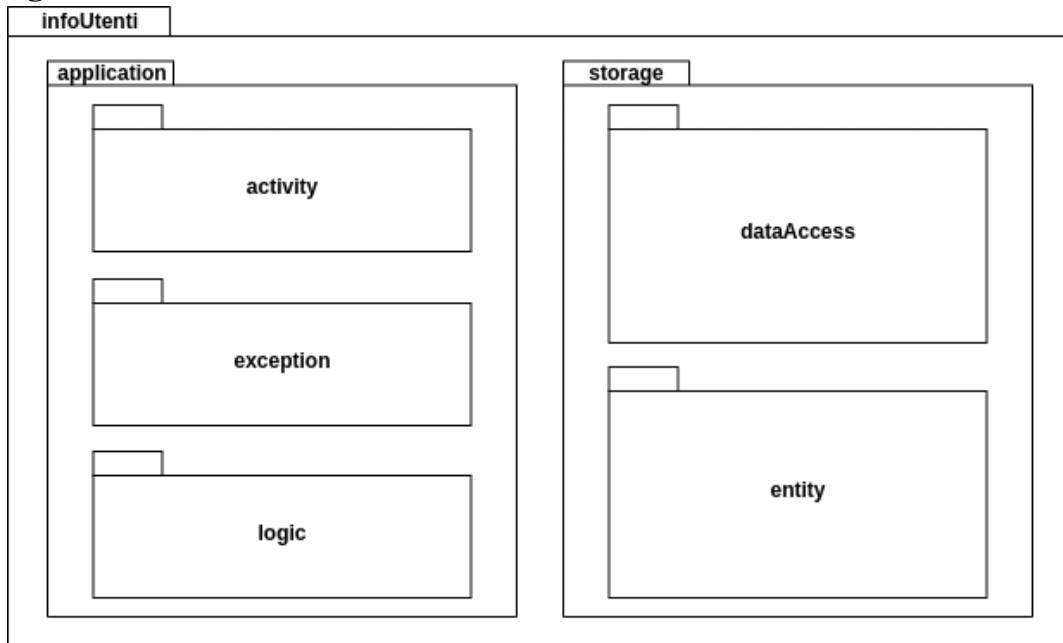 infoUtenti
application
activity
exception
logic
storage
dataAccess
entity